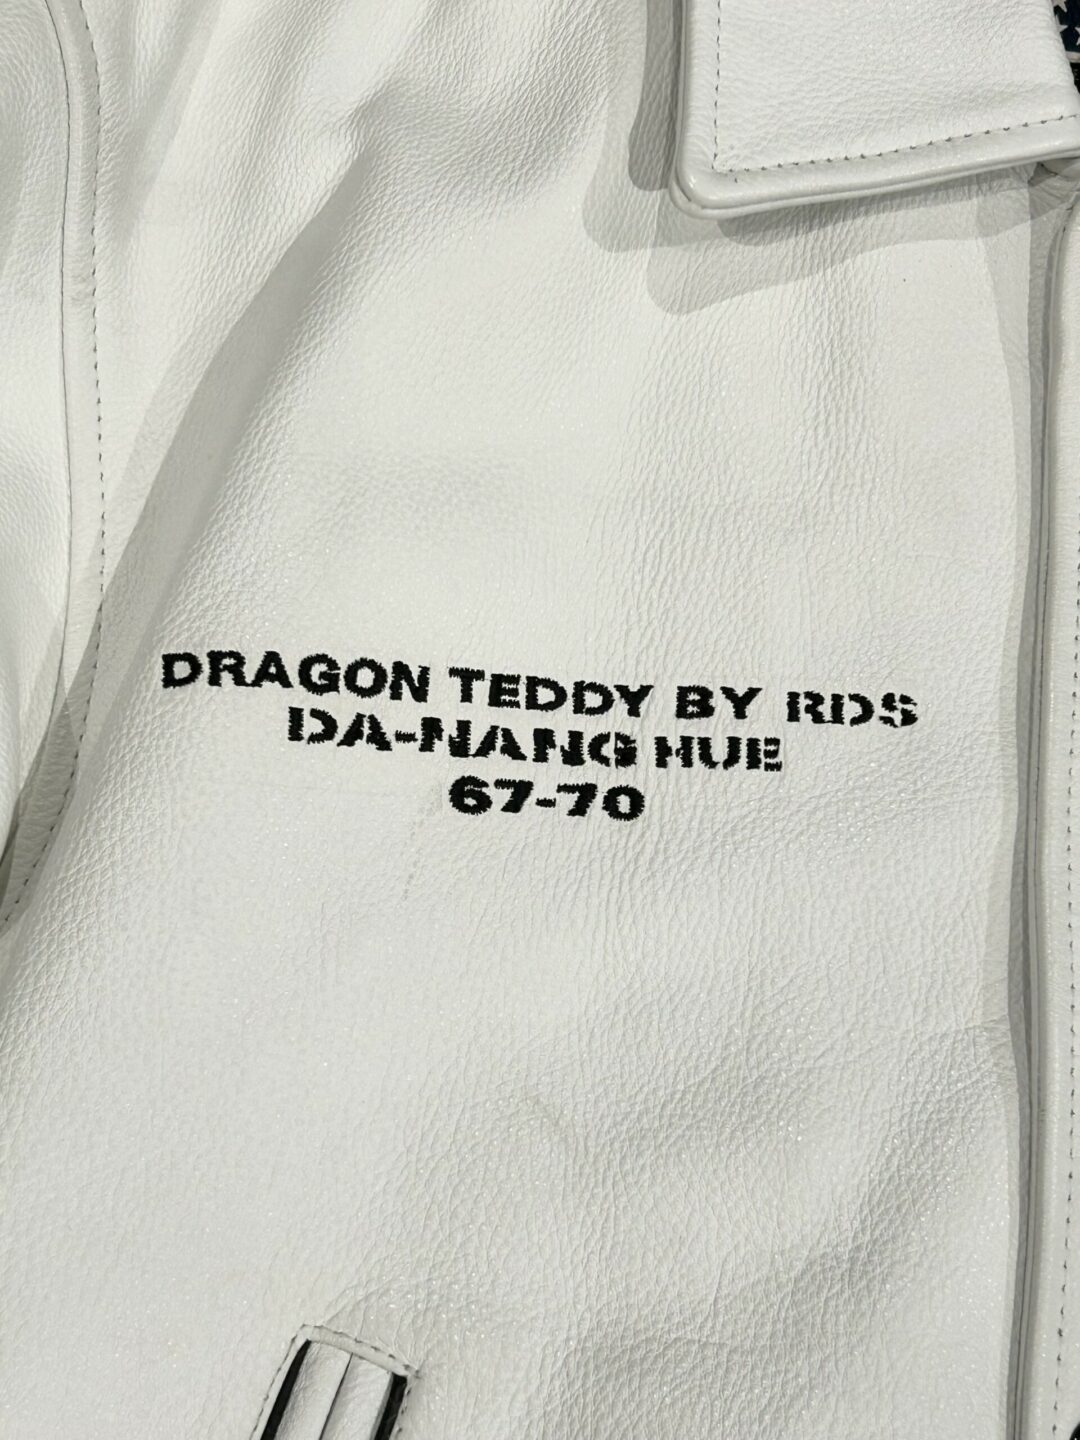 DRAGON TEDDY BY RDS
DA-NANG HUE
67-70